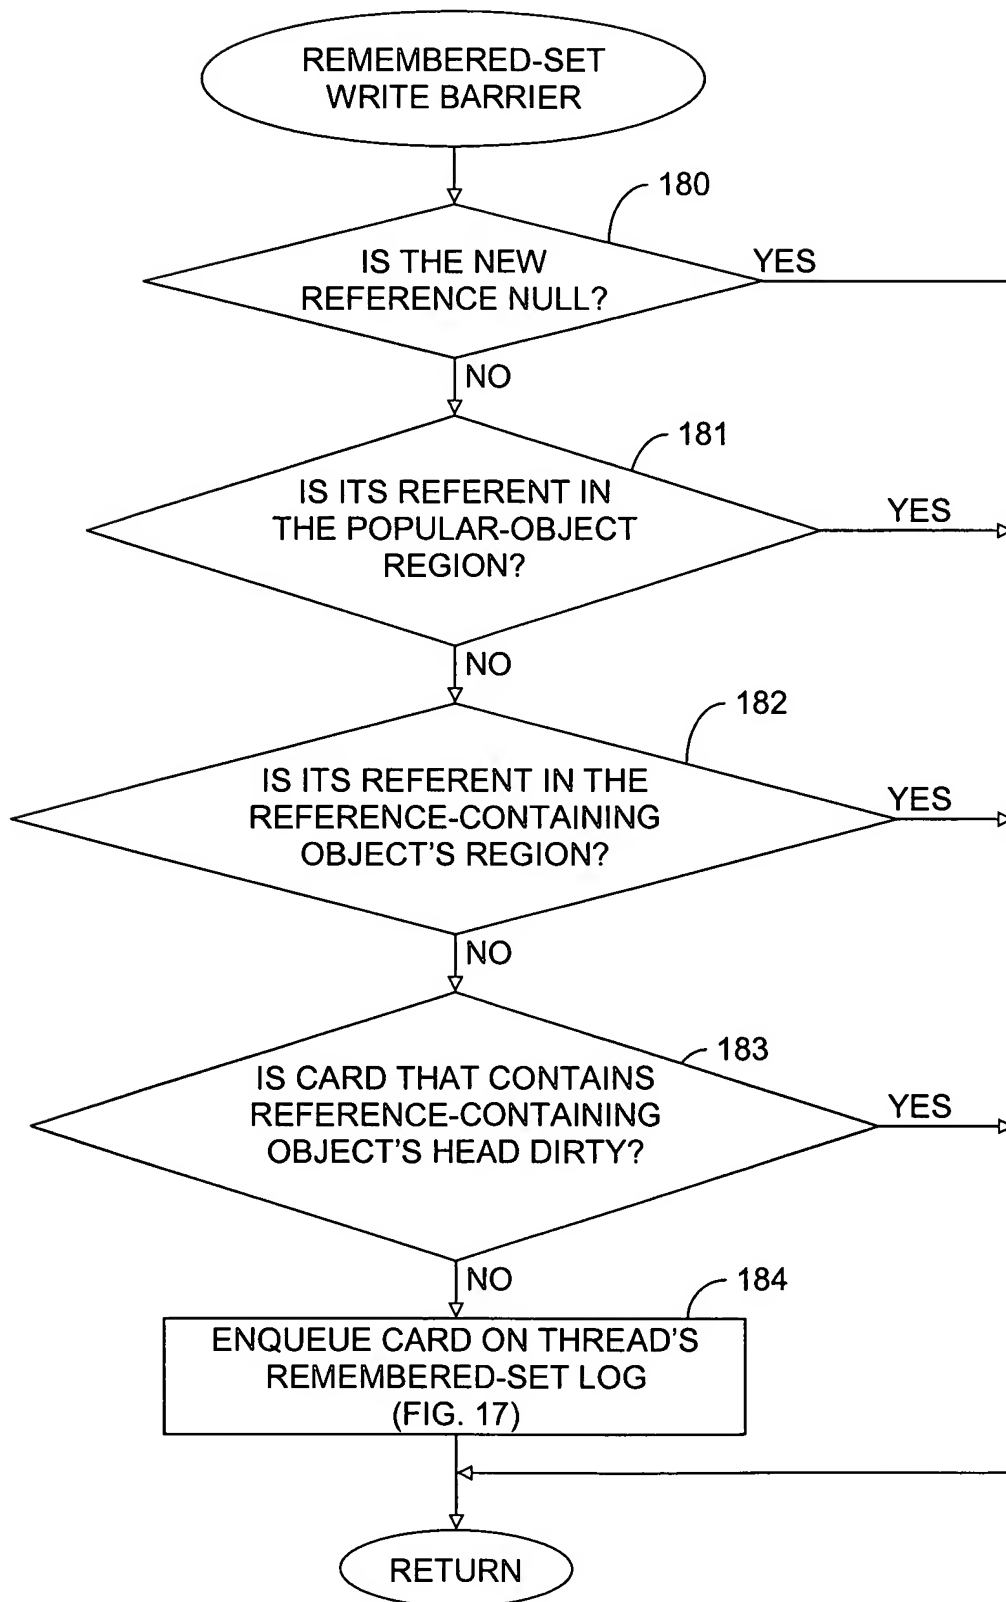 REMEMBERED-SET
WRITE BARRIER
180
IS THE NEW
REFERENCE NULL?
YES
NO
181
IS ITS REFERENT IN
THE POPULAR-OBJECT
REGION?
YES
NO
182
IS ITS REFERENT IN THE
REFERENCE-CONTAINING
OBJECT'S REGION?
YES
NO
183
IS CARD THAT CONTAINS
REFERENCE-CONTAINING
OBJECT'S HEAD DIRTY?
YES
NO
184
ENQUEUE CARD ON THREAD'S
REMEMBERED-SET LOG
(FIG. 17)
RETURN